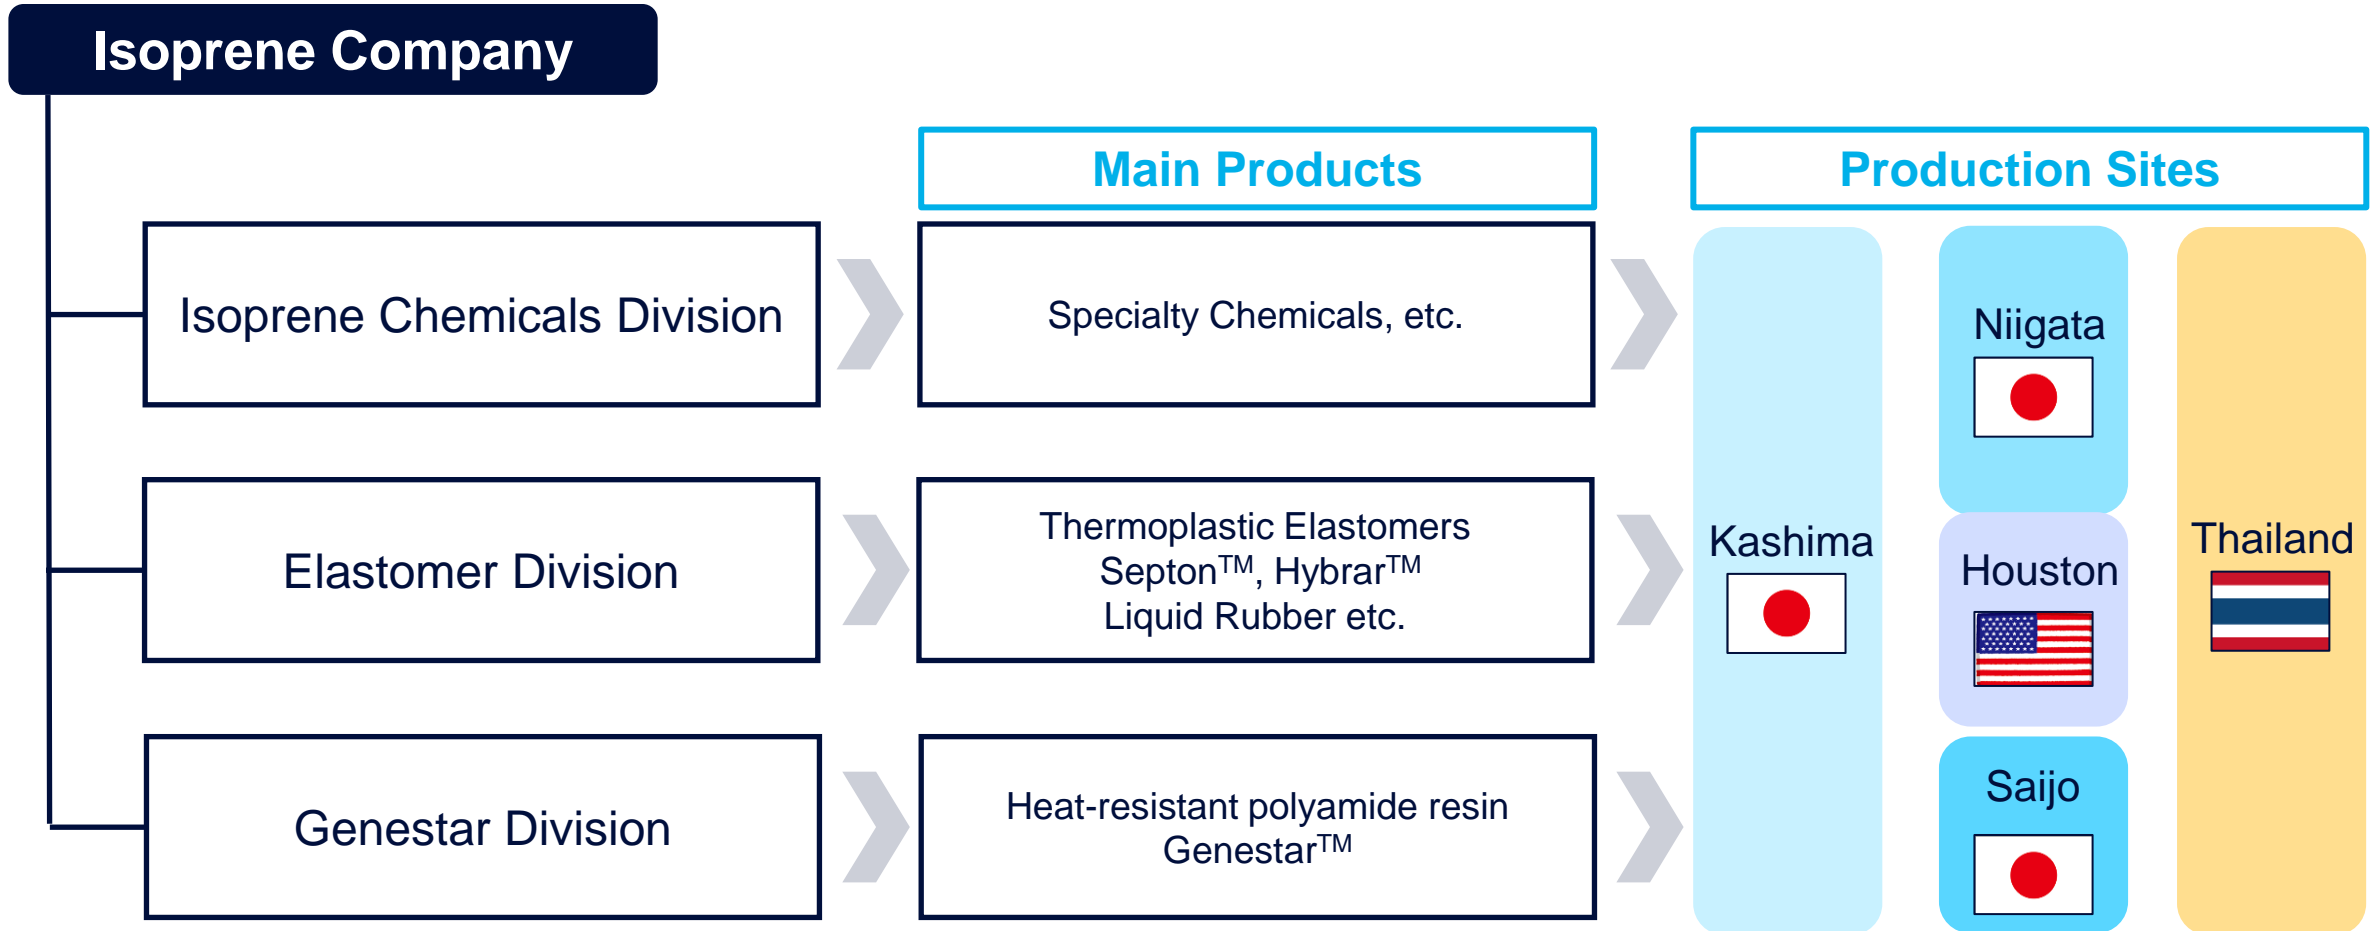 Isoprene Company
Main Products
Production Sites
Isoprene Chemicals Division
Specialty Chemicals, etc.
Elastomer Division
Thermoplastic Elastomers
Septon™, Hybrar™
Liquid Rubber etc.
Genestar Division
Heat-resistant polyamide resin
Genestar™
Kashima
Niigata
Houston
Saijo
Thailand